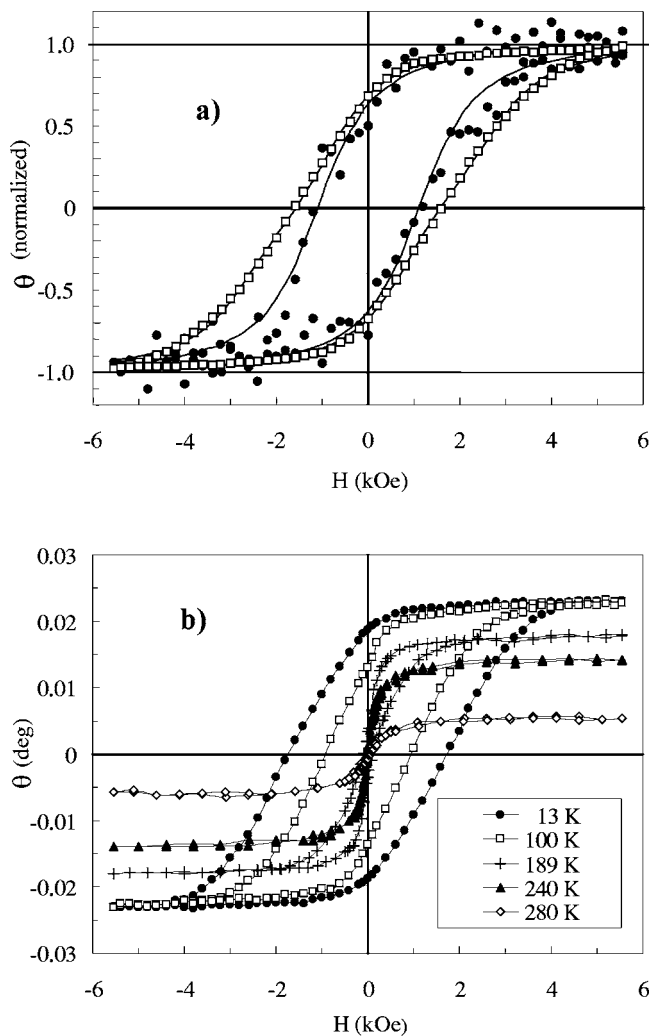 1.0
a)
0.5
0
-0.5
-1.0
θ (normalized)
-6 -4 -2 0 2 4 6
H (kOe)
0.03
b)
0.02
0.01
0
-0.01
-0.02
-0.03
θ (deg)
13 K
100 K
189 K
240 K
280 K
-6 -4 -2 0 2 4 6
H (kOe)